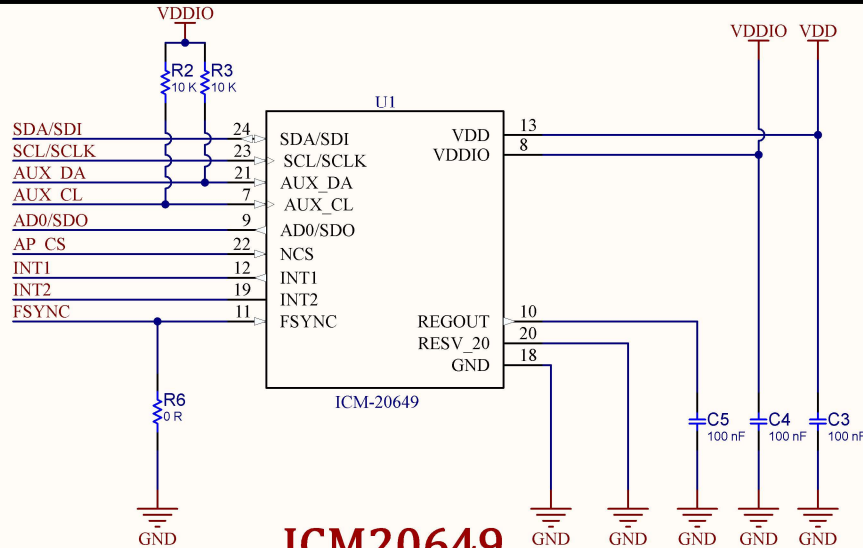 VDDIO
VDDIO VDD
R2 R3
10 K 10 K
U1
SDA/SDI 24 SDA/SDI VDD 13
SCL/SCLK 23 SCL/SCLK VDDIO 8
AUX_DA 21 AUX_DA
AUX_CL 7 AUX_CL
AD0/SDO 9 AD0/SDO
AP_CS 22 NCS
INT1 12 INT1
INT2 19 INT2
FSYNC 11 FSYNC REGOUT 10
RESV_20 20
GND 18
R6
0 R
ICM-20649
C5 C4 C3
100 nF 100 nF 100 nF
GND GND GND GND GND GND
ICM20649